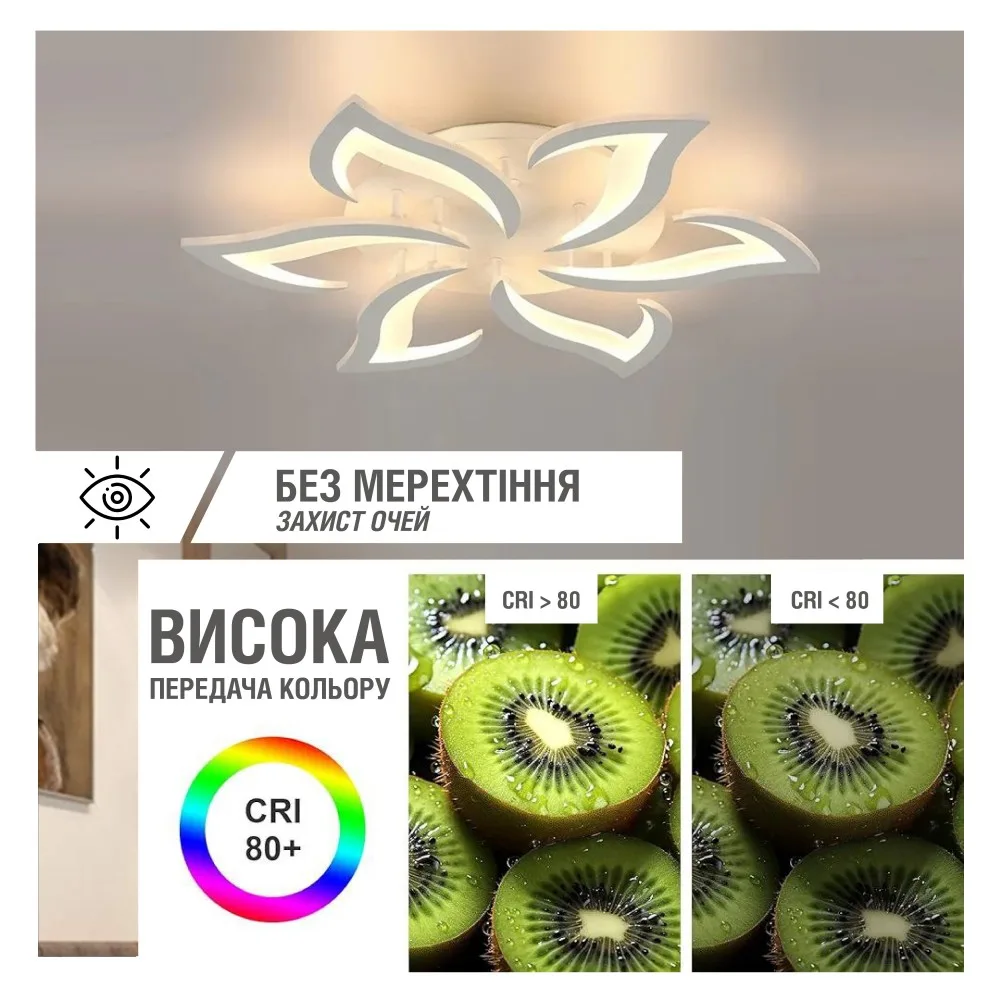 БЕЗ МЕРЕХТІННЯ
ЗАХИСТ ОЧЕЙ
ВИСОКА
ПЕРЕДАЧА КОЛЬОРУ
CRI
80+
CRI > 80
CRI < 80